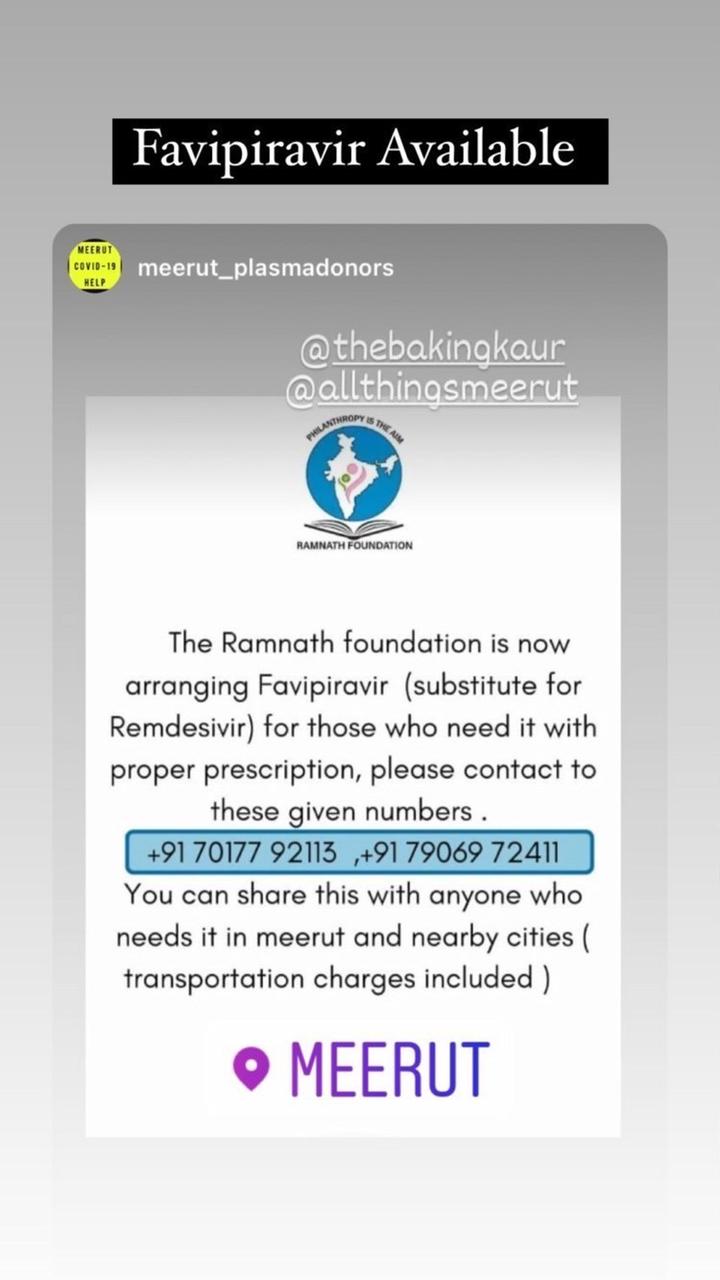 Favipiravir Available
MEERUT
COVID-19
HELP
meerut_plasmadonors
@thebakingkaur
@allthingsmeerut
PHILANTHROPY IS THE AIM
RAMNATH FOUNDATION
The Ramnath foundation is now
arranging Favipiravir (substitute for
Remdesivir) for those who need it with
proper prescription, please contact to
these given numbers .
+91 70177 92113 ,+91 79069 72411
You can share this with anyone who
needs it in meerut and nearby cities (
transportation charges included )
MEERUT